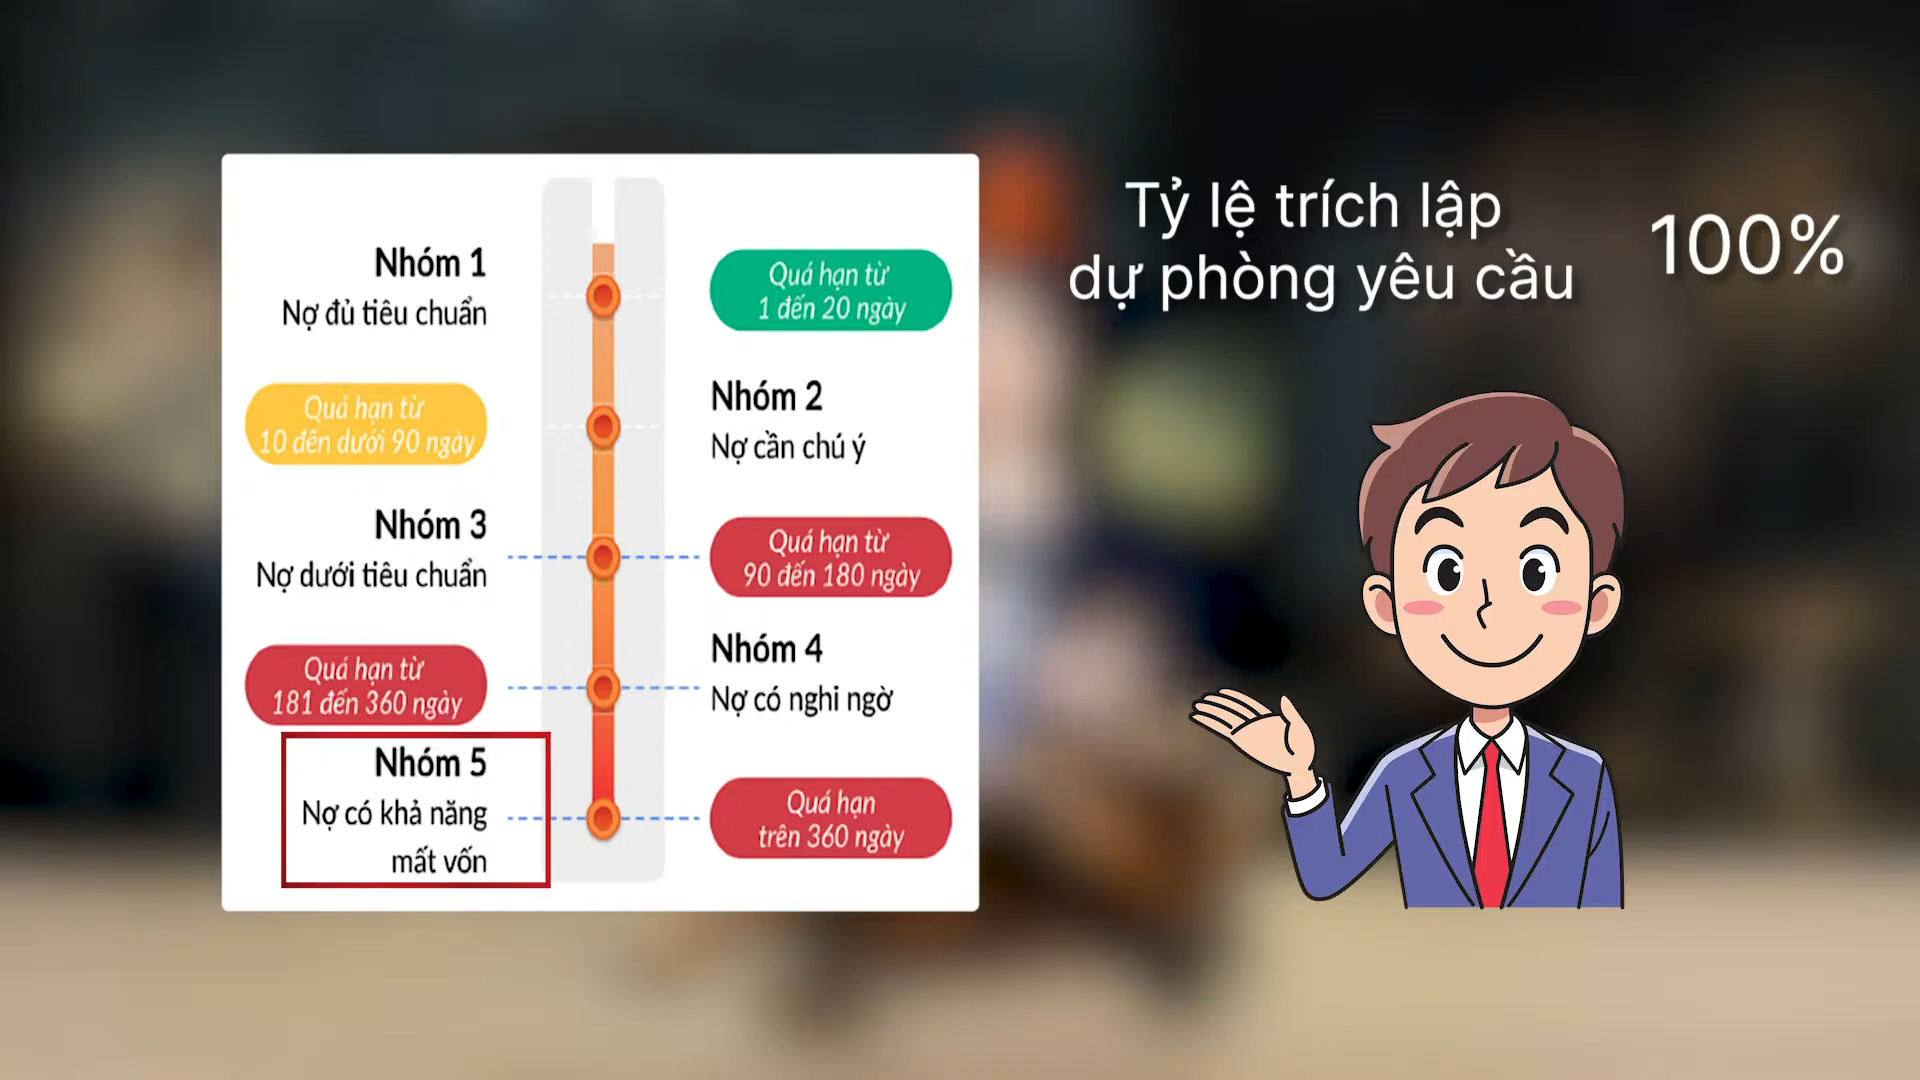 Nhóm 1
Nợ đủ tiêu chuẩn
Quá hạn từ
1 đến 20 ngày
Quá hạn từ
10 đến dưới 90 ngày
Nhóm 2
Nợ cần chú ý
Nhóm 3
Nợ dưới tiêu chuẩn
Quá hạn từ
90 đến 180 ngày
Quá hạn từ
181 đến 360 ngày
Nhóm 4
Nợ có nghi ngờ
Nhóm 5
Nợ có khả năng
mất vốn
Quá hạn
trên 360 ngày
Tỷ lệ trích lập
dự phòng yêu cầu
100%